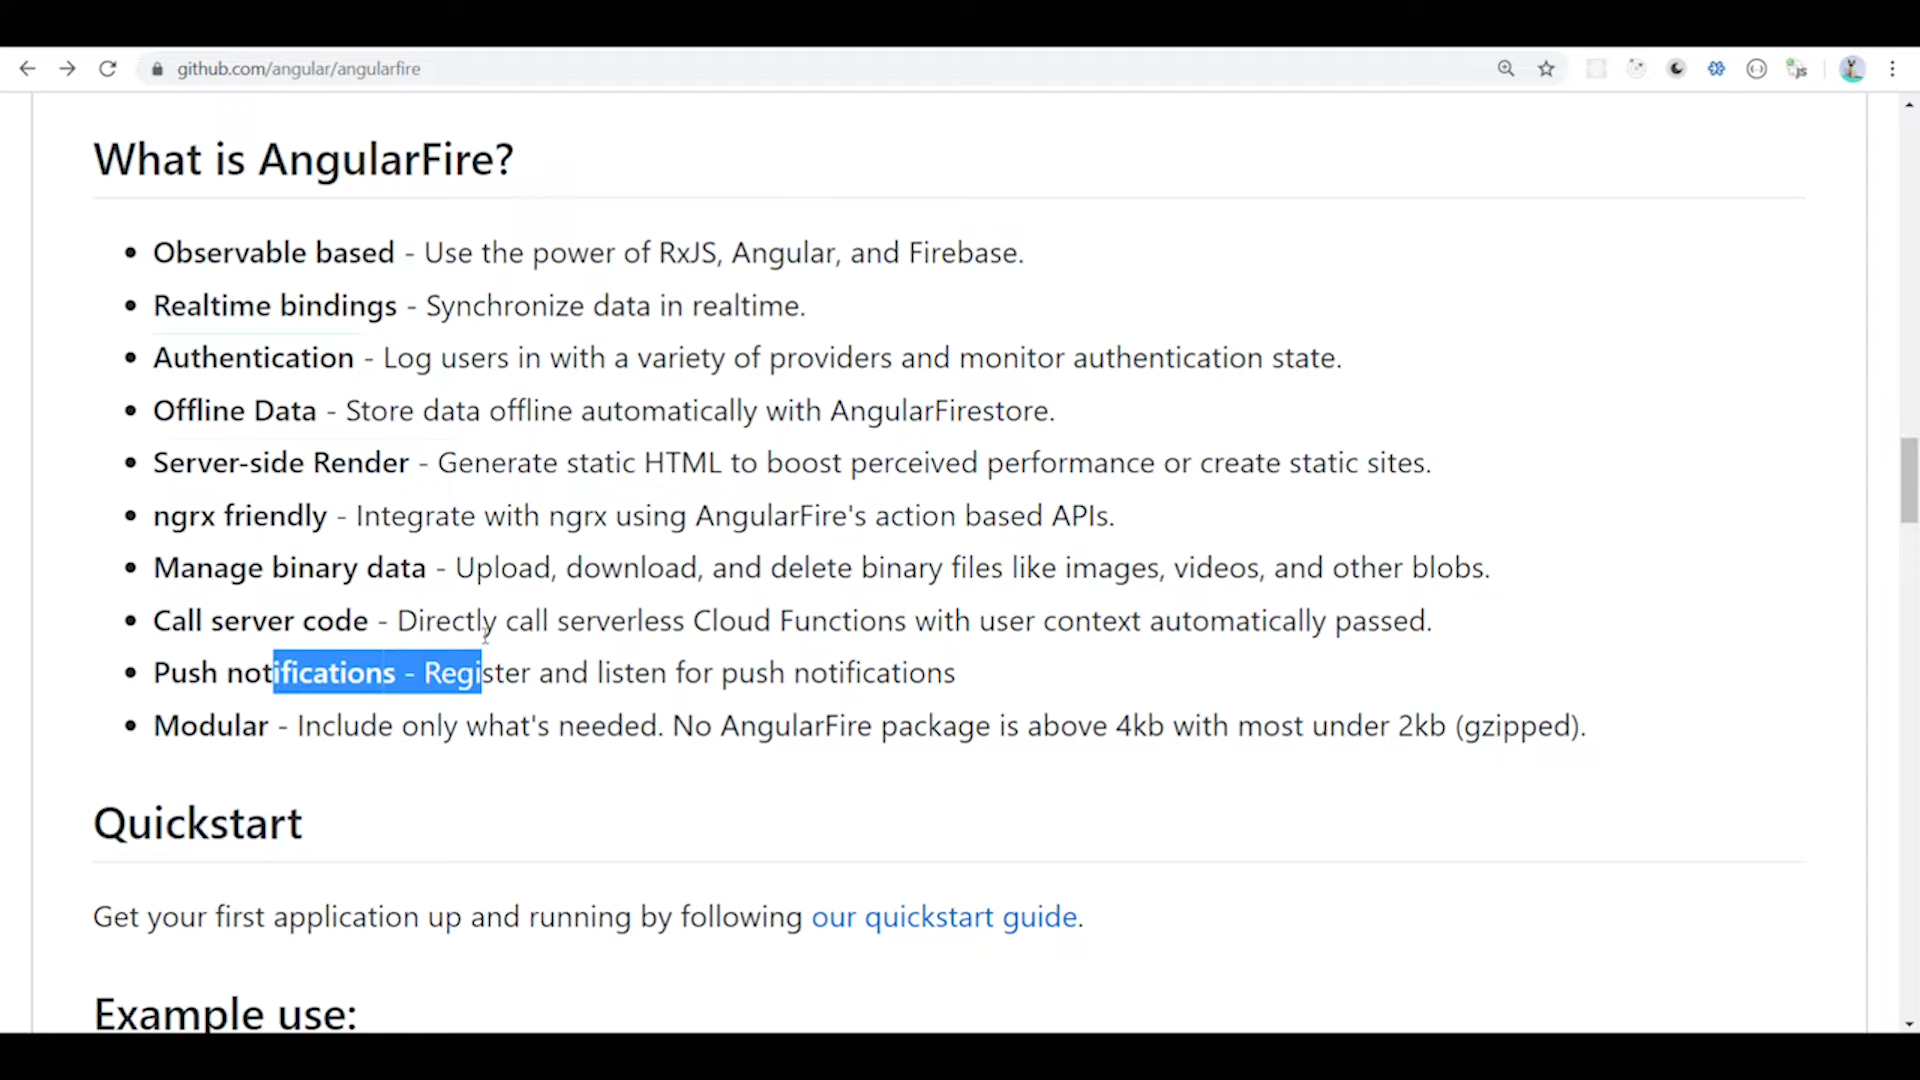 github.com/angular/angularfire
What is AngularFire?
Observable based - Use the power of RxJS, Angular, and Firebase.
Realtime bindings - Synchronize data in realtime.
Authentication - Log users in with a variety of providers and monitor authentication state.
Offline Data - Store data offline automatically with AngularFirestore.
Server-side Render - Generate static HTML to boost perceived performance or create static sites.
ngrx friendly - Integrate with ngrx using AngularFire's action based APIs.
Manage binary data - Upload, download, and delete binary files like images, videos, and other blobs.
Call server code - Directly call serverless Cloud Functions with user context automatically passed.
Push notifications - Register and listen for push notifications
Modular - Include only what's needed. No AngularFire package is above 4kb with most under 2kb (gzipped).
Quickstart
Get your first application up and running by following our quickstart guide.
Example use: